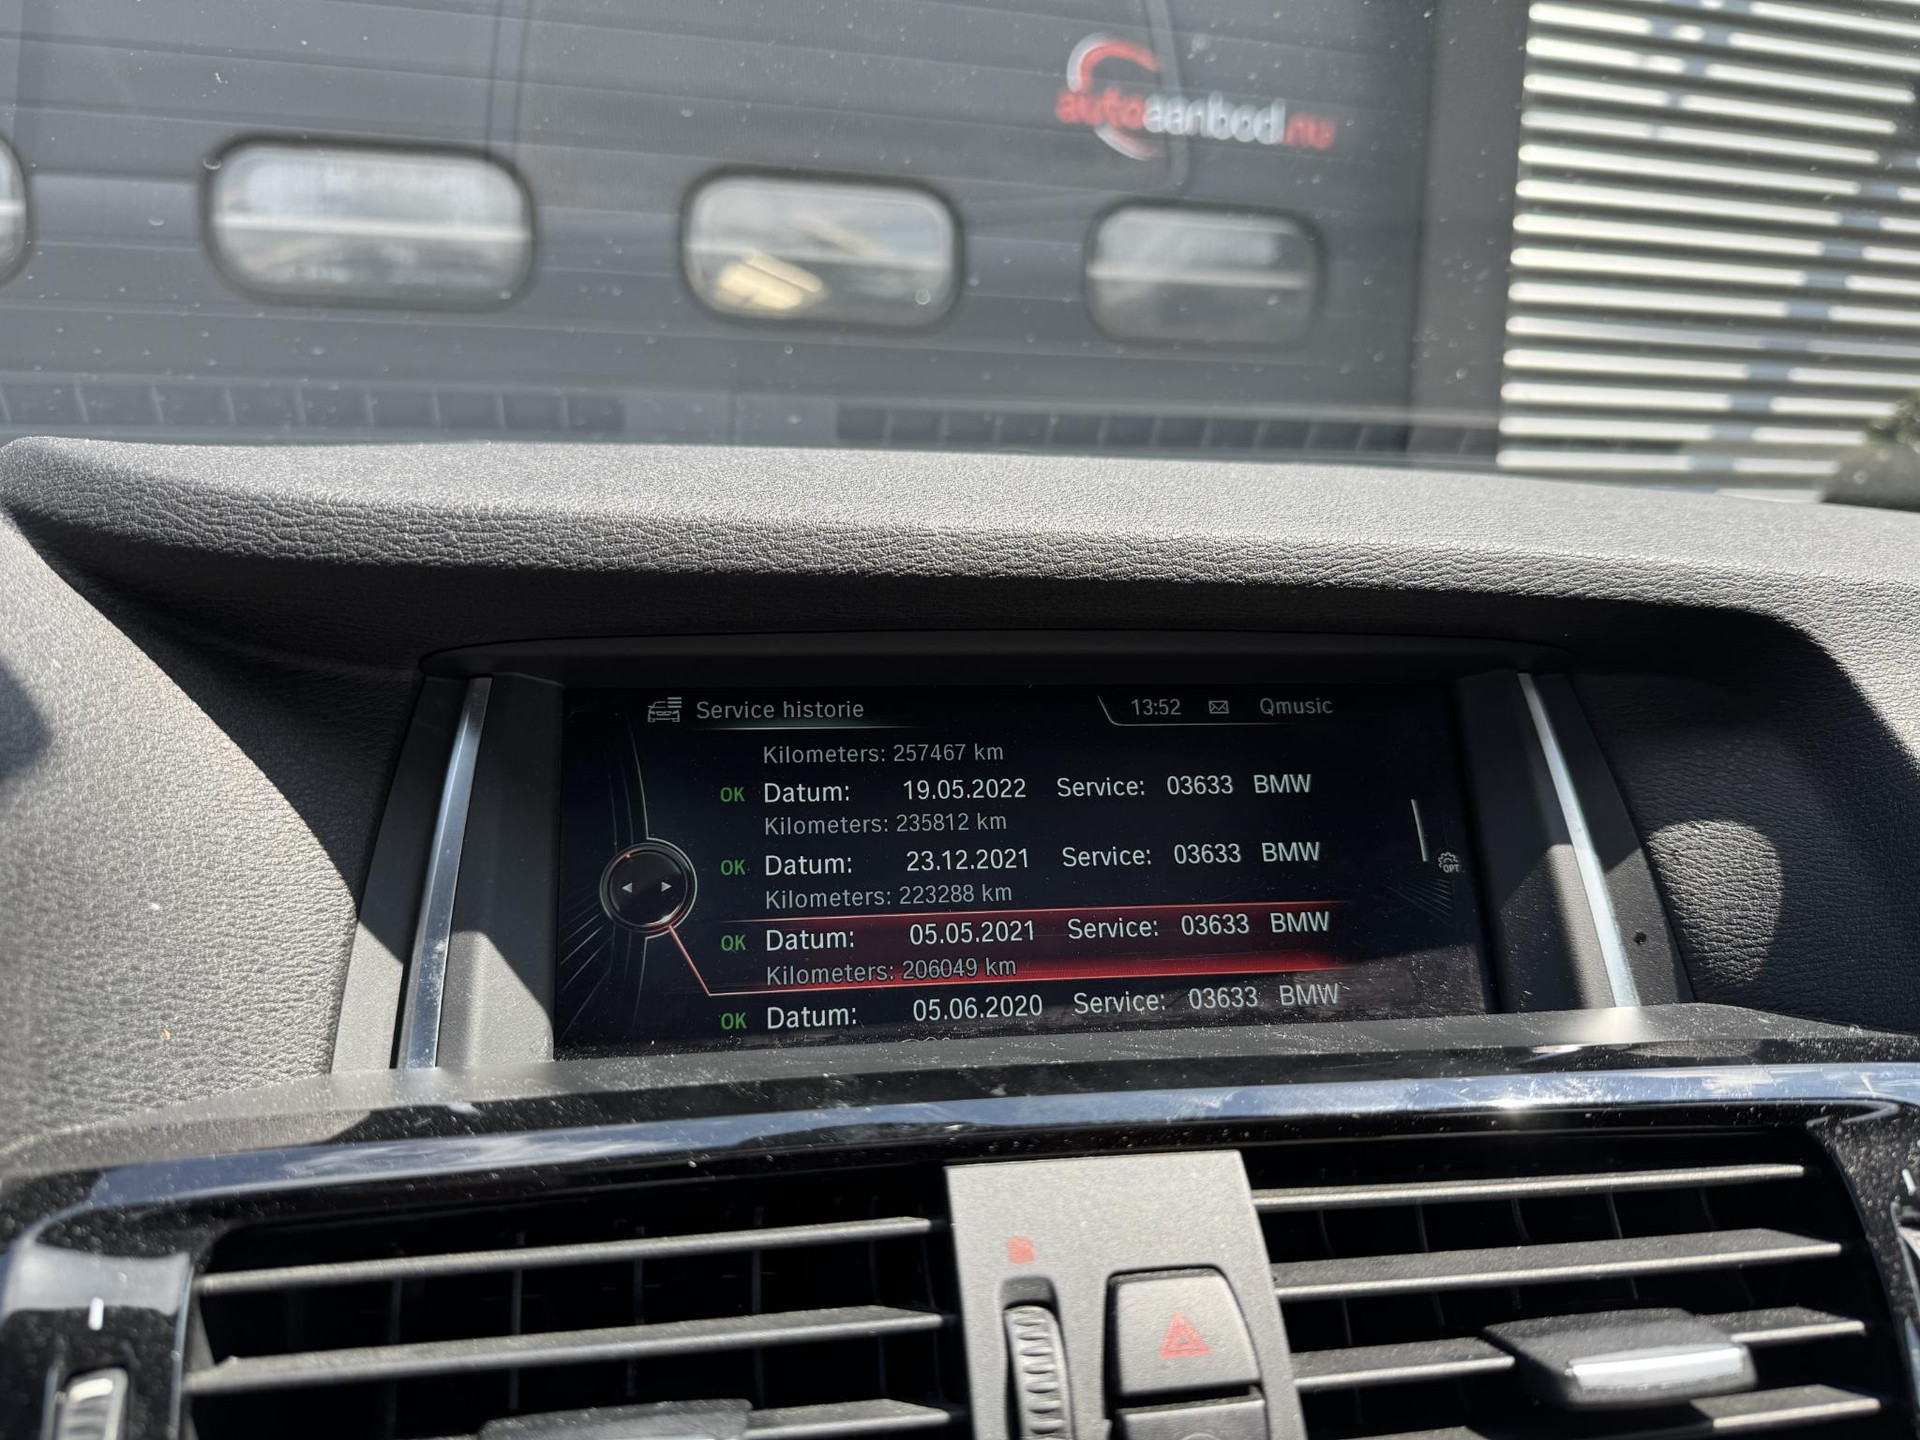 autoaanbod.nu
Service historie 13:52 Qmusic
Kilometers: 257467 km
OK Datum: 19.05.2022 Service: 03633 BMW
Kilometers: 235812 km
OK Datum: 23.12.2021 Service: 03633 BMW
Kilometers: 223288 km
OK Datum: 05.05.2021 Service: 03633 BMW
Kilometers: 206049 km
OPT
OK Datum: 05.06.2020 Service: 03633 BMW